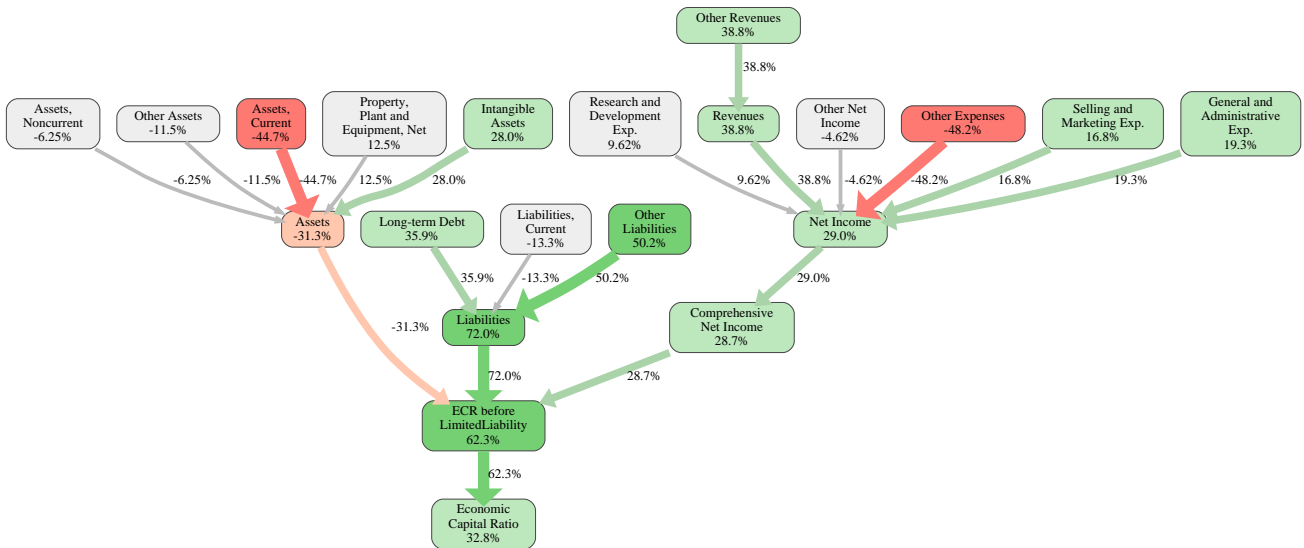 Other Revenues
38.8%
38.8%
Assets,
Noncurrent
-6.25%
Other Assets
-11.5%
Assets,
Current
-44.7%
Property,
Plant and
Equipment, Net
12.5%
Intangible
Assets
28.0%
Research and
Development
Exp.
9.62%
Revenues
38.8%
Other Net
Income
-4.62%
Other Expenses
-48.2%
Selling and
Marketing Exp.
16.8%
General and
Administrative
Exp.
19.3%
-6.25%
-11.5%
-44.7%
12.5%
28.0%
9.62%
38.8%
-4.62%
-48.2%
16.8%
19.3%
Assets
-31.3%
Long-term Debt
35.9%
Liabilities,
Current
-13.3%
Other
Liabilities
50.2%
Net Income
29.0%
35.9%
-13.3%
50.2%
29.0%
Liabilities
72.0%
Comprehensive
Net Income
28.7%
-31.3%
72.0%
28.7%
ECR before
LimitedLiability
62.3%
62.3%
Economic
Capital Ratio
32.8%